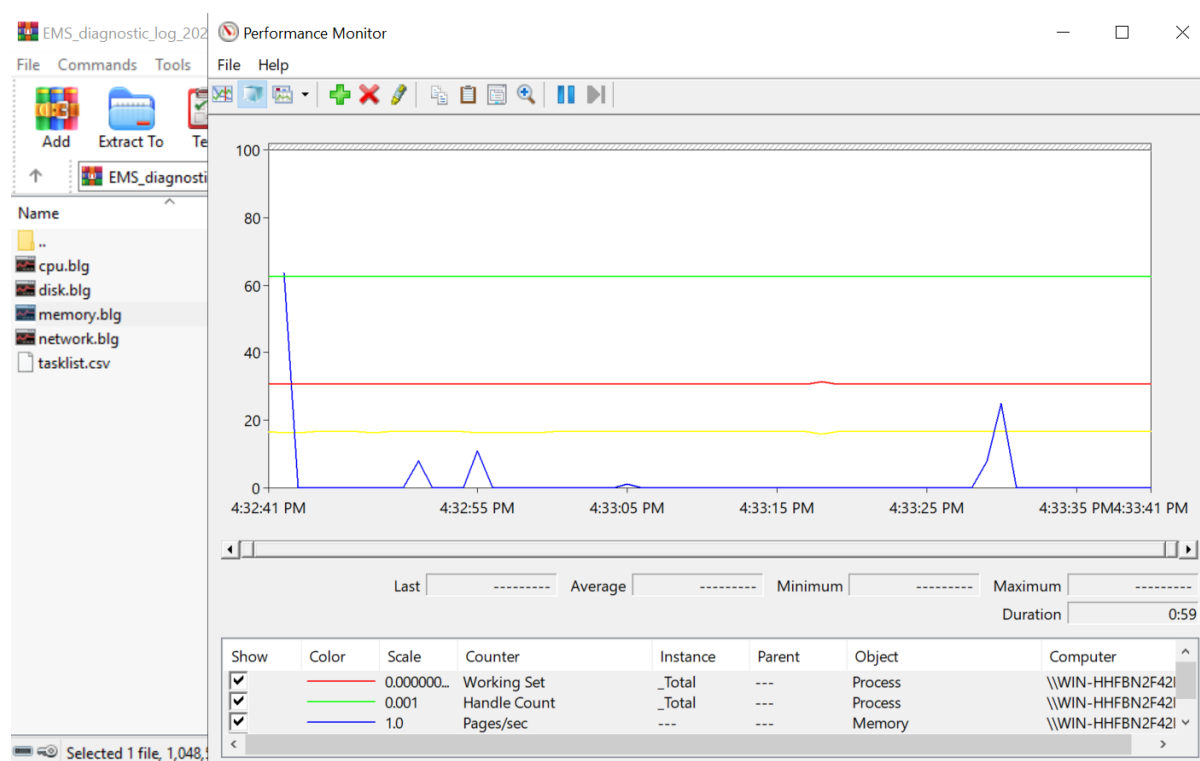 EMS_diagnostic_log_202
File Commands Tools
Add Extract To Te
EMS_diagnosti
Name
..
cpu.blg
disk.blg
memory.blg
network.blg
tasklist.csv
Selected 1 file, 1,048,5
Performance Monitor
File Help
100
80
60
40
20
0
4:32:41 PM 4:32:55 PM 4:33:05 PM 4:33:15 PM 4:33:25 PM 4:33:35 PM 4:33:41 PM
Last --------- Average --------- Minimum --------- Maximum ---------
Duration 0:59
Show Color Scale Counter Instance Parent Object Computer
0.000000... Working Set _Total --- Process \\WIN-HHFBN2F42I
0.001 Handle Count _Total --- Process \\WIN-HHFBN2F42I
1.0 Pages/sec --- --- Memory \\WIN-HHFBN2F42I